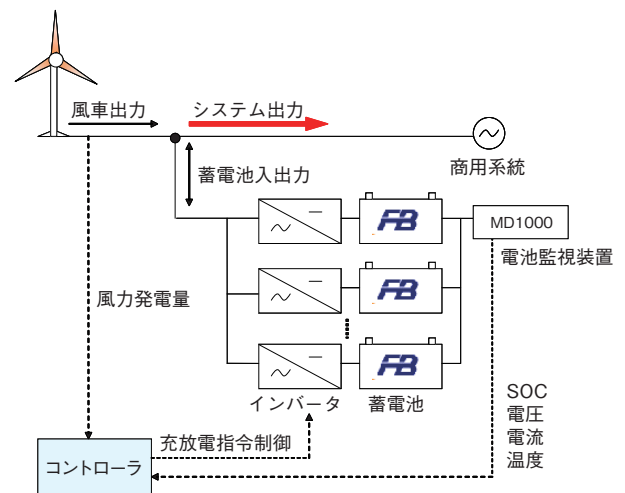 風車出力
システム出力
商用系統
蓄電池入出力
FB
MD1000
電池監視装置
FB
風力発電量
FB
インバータ
蓄電池
SOC
電圧
電流
温度
充放電指令制御
コントローラ